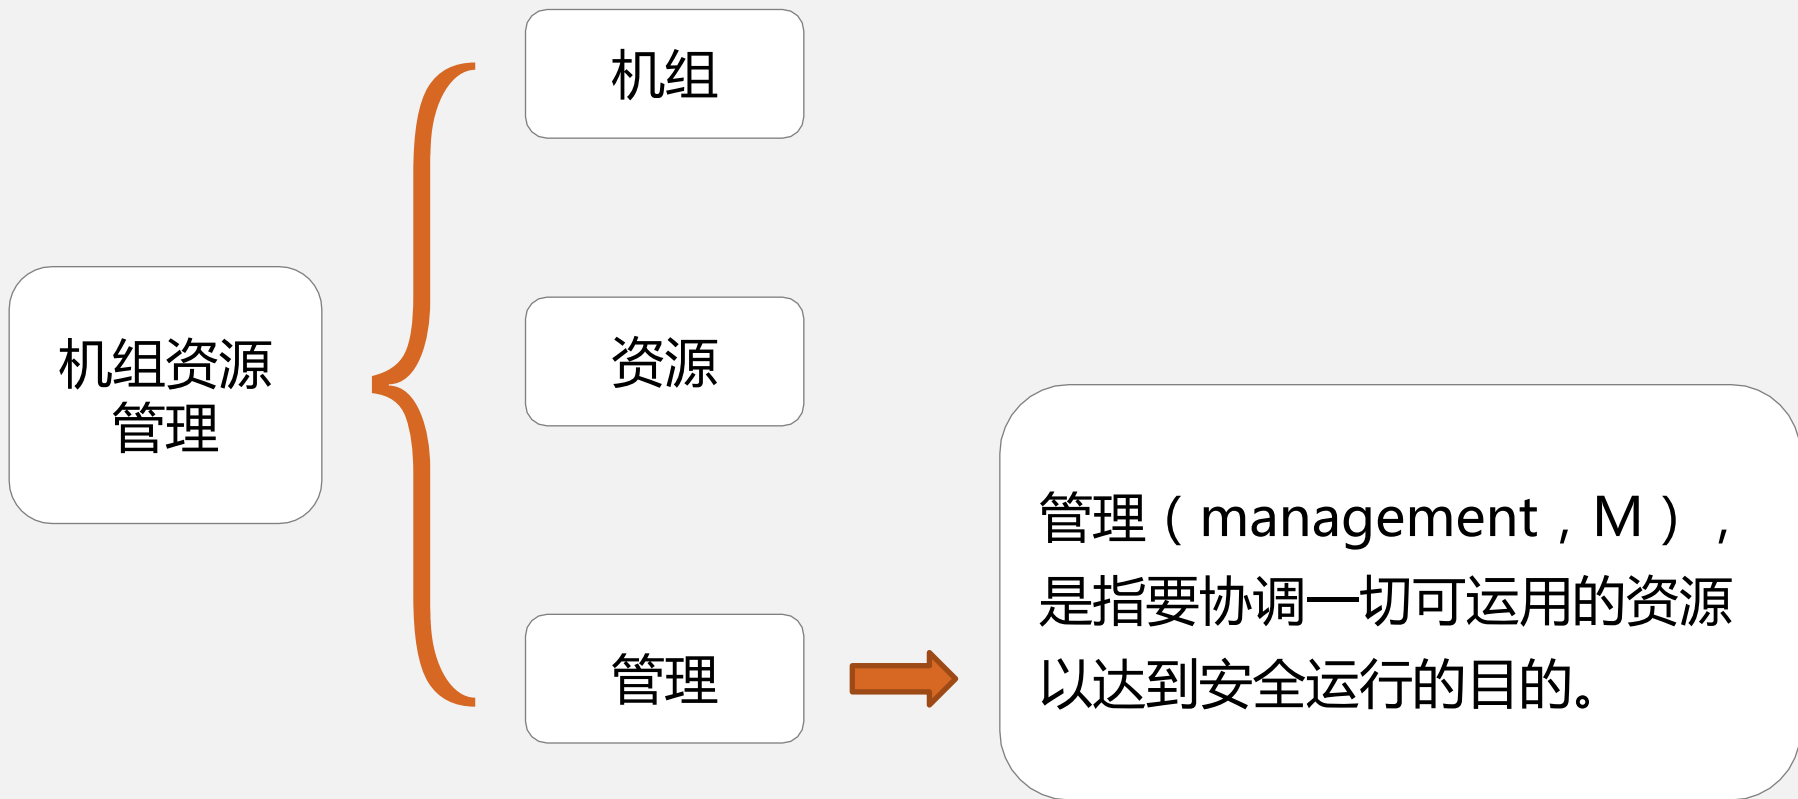 机组
资源
机组资源
管理
管理
管理（management，M），
是指要协调一切可运用的资源
以达到安全运行的目的。